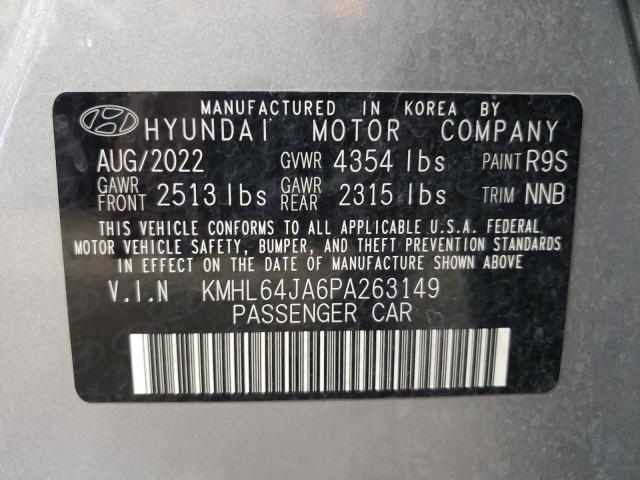 MANUFACTURED IN KOREA BY
HYUNDAI MOTOR COMPANY
AUG/2022 GVWR 4354 lbs PAINT R9S
GAWR FRONT 2513 lbs GAWR REAR 2315 lbs TRIM NNB
THIS VEHICLE CONFORMS TO ALL APPLICABLE U.S.A. FEDERAL
MOTOR VEHICLE SAFETY, BUMPER, AND THEFT PREVENTION STANDARDS
IN EFFECT ON THE DATE OF MANUFACTURE SHOWN ABOVE
V.I.N KMHL64JA6PA263149
PASSENGER CAR